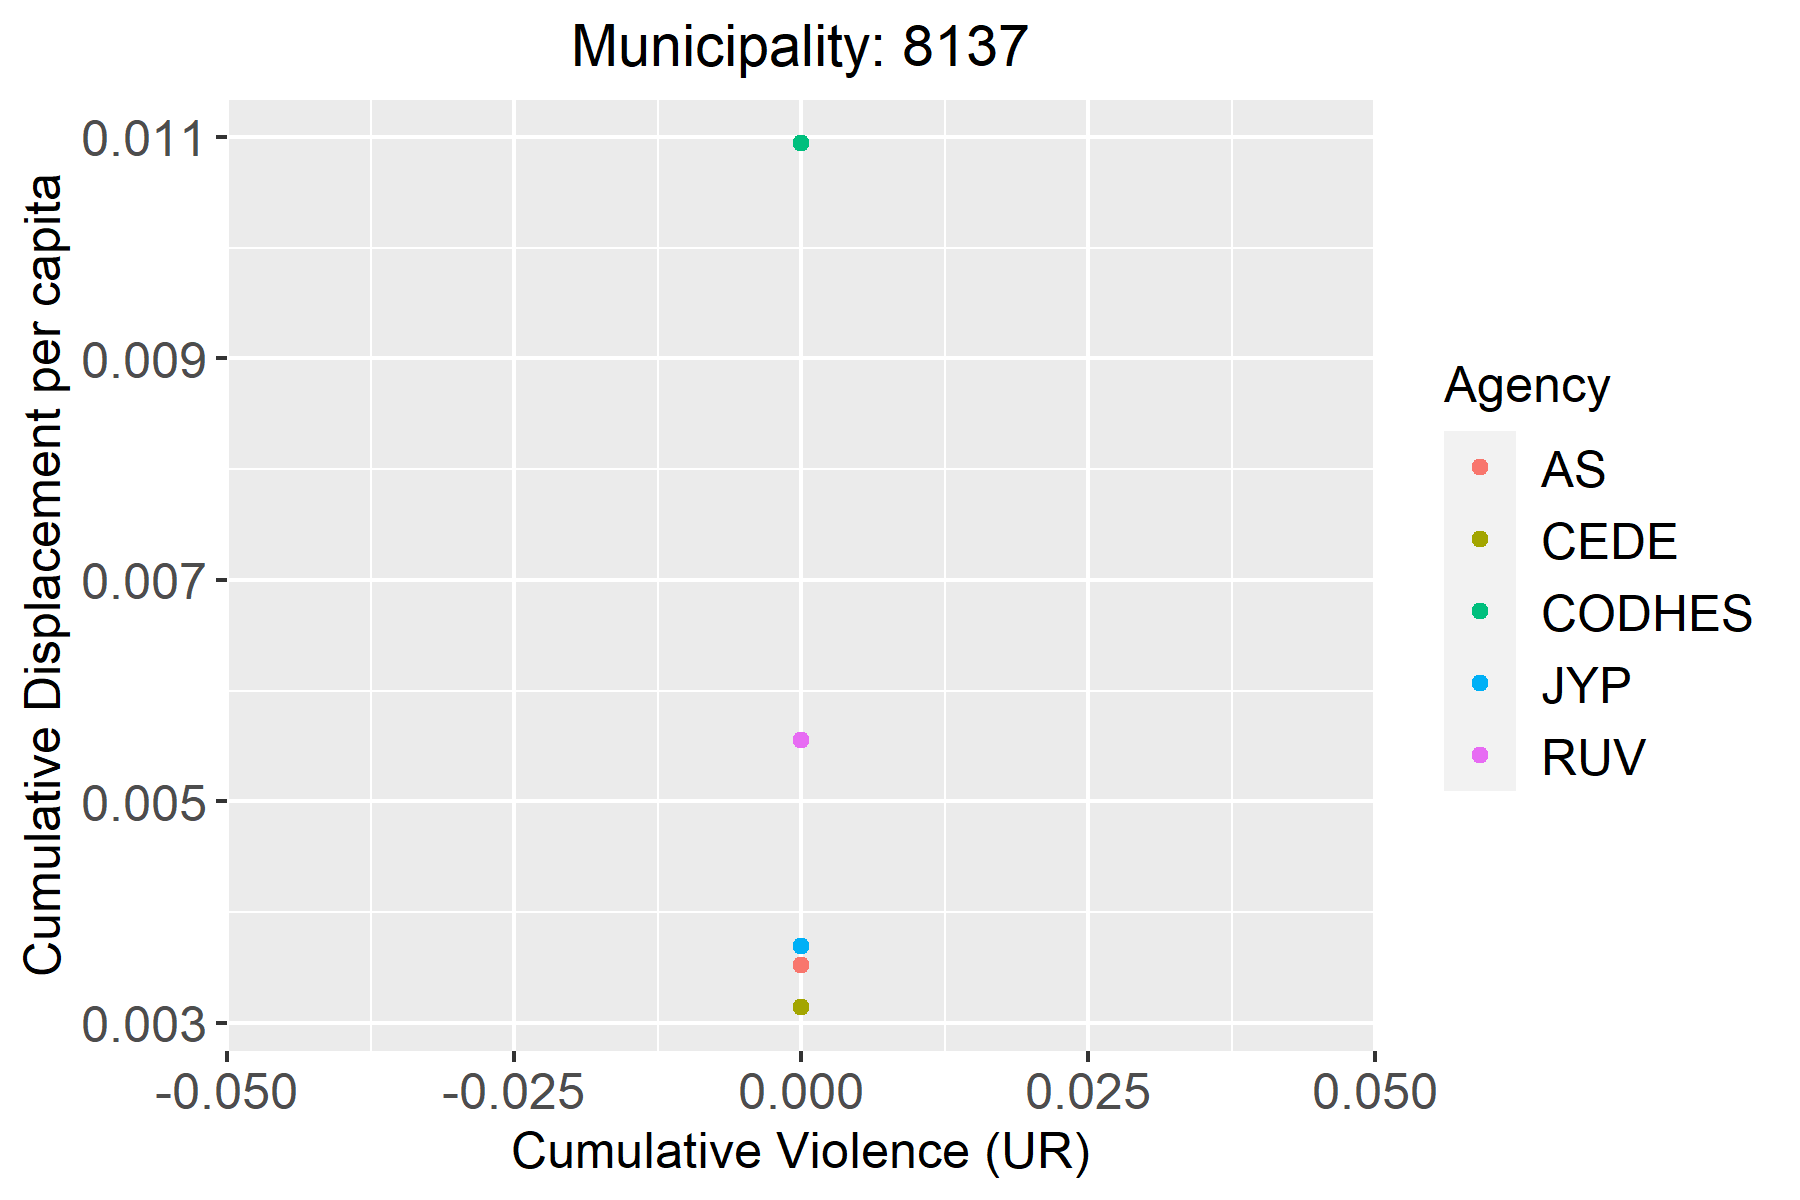 Municipality: 8137
Cumulative Displacement per capita
0.011
0.009
0.007
0.005
0.003
-0.050
-0.025
0.000
0.025
0.050
Cumulative Violence (UR)
Agency
AS
CEDE
CODHES
JYP
RUV